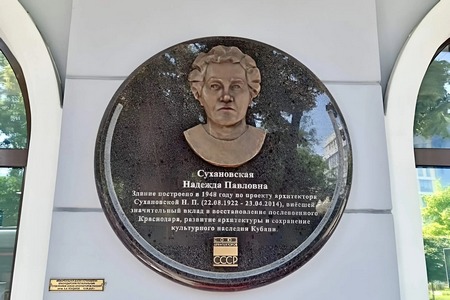 Сухановская
Надежда Павловна
Здание построено в 1948 году по проекту архитектора
Сухановской Н. П. (22.08.1922 - 23.04.2014), внёсшей
значительный вклад в восстановление послевоенного
Краснодара, развитие архитектуры и сохранение
культурного наследия Кубани
СОЮЗ
СССР